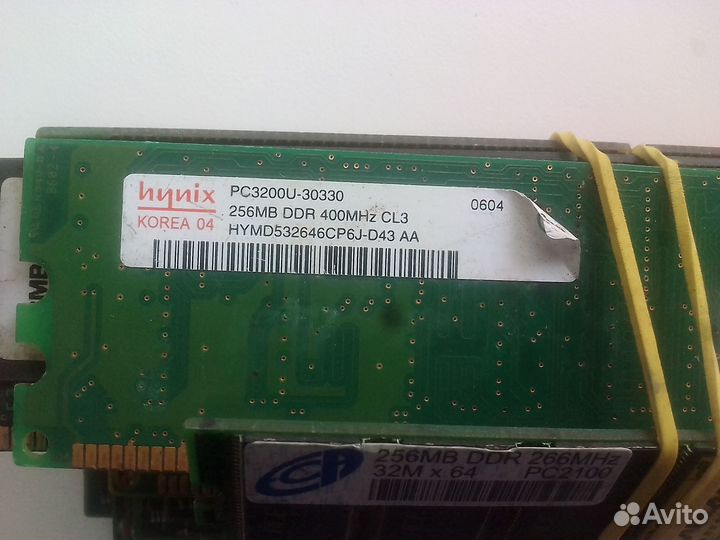 hynix
KOREA 04
PC3200U-30330
256MB DDR 400MHz CL3
HYMD532646CP6J-D43 AA
0604
256MB DDR 266MHz
32M x 64 PC2100
Avito